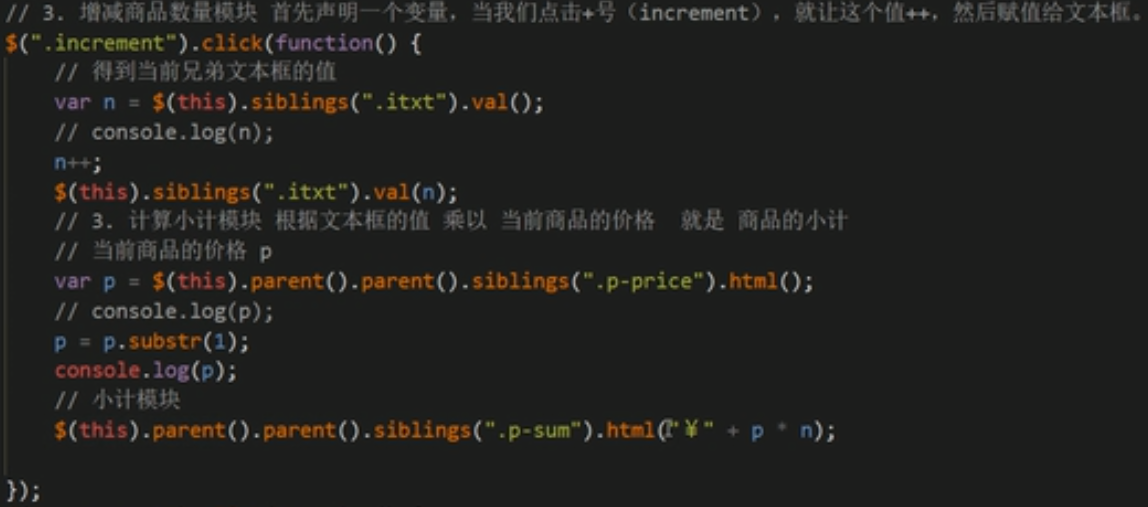 // 3. 增减商品数量模块 首先声明一个变量，当我们点击+号（increment），就让这个值++，然后赋值给文本框。
$(".increment").click(function() {
// 得到当前兄弟文本框的值
var n = $(this).siblings(".itxt").val();
// console.log(n);
n++;
$(this).siblings(".itxt").val(n);
// 3. 计算小计模块 根据文本框的值 乘以 当前商品的价格  就是 商品的小计
// 当前商品的价格 p
var p = $(this).parent().parent().siblings(".p-price").html();
// console.log(p);
p = p.substr(1);
console.log(p);
// 小计模块
$(this).parent().parent().siblings(".p-sum").html("￥" + p * n);
});